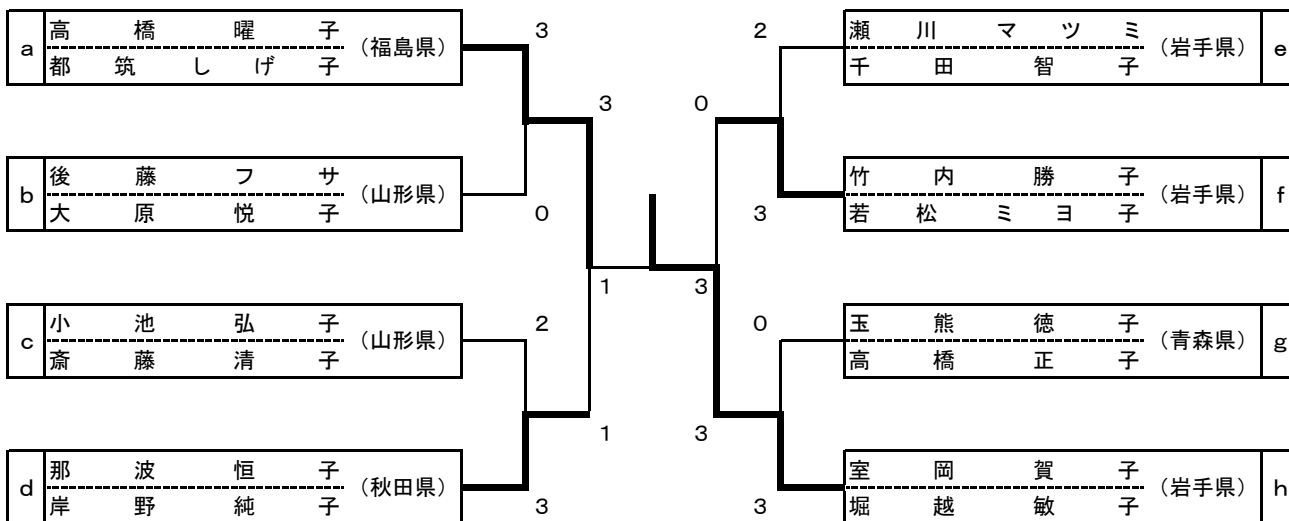 高橋曜子
a （福島県）
都筑しげ子
3
後藤フサ
b （山形県）
大原悦子
0
3
小池弘子
c （山形県）
斎藤清子
2
那波恒子
d （秋田県）
岸野純子
3
1
1
3
2
瀬川マツミ
（岩手県） e
千田智子
0
竹内勝子
（岩手県） f
若松ミヨ子
3
玉熊徳子
（青森県） g
高橋正子
0
3
室岡賀子
（岩手県） h
堀越敏子
3